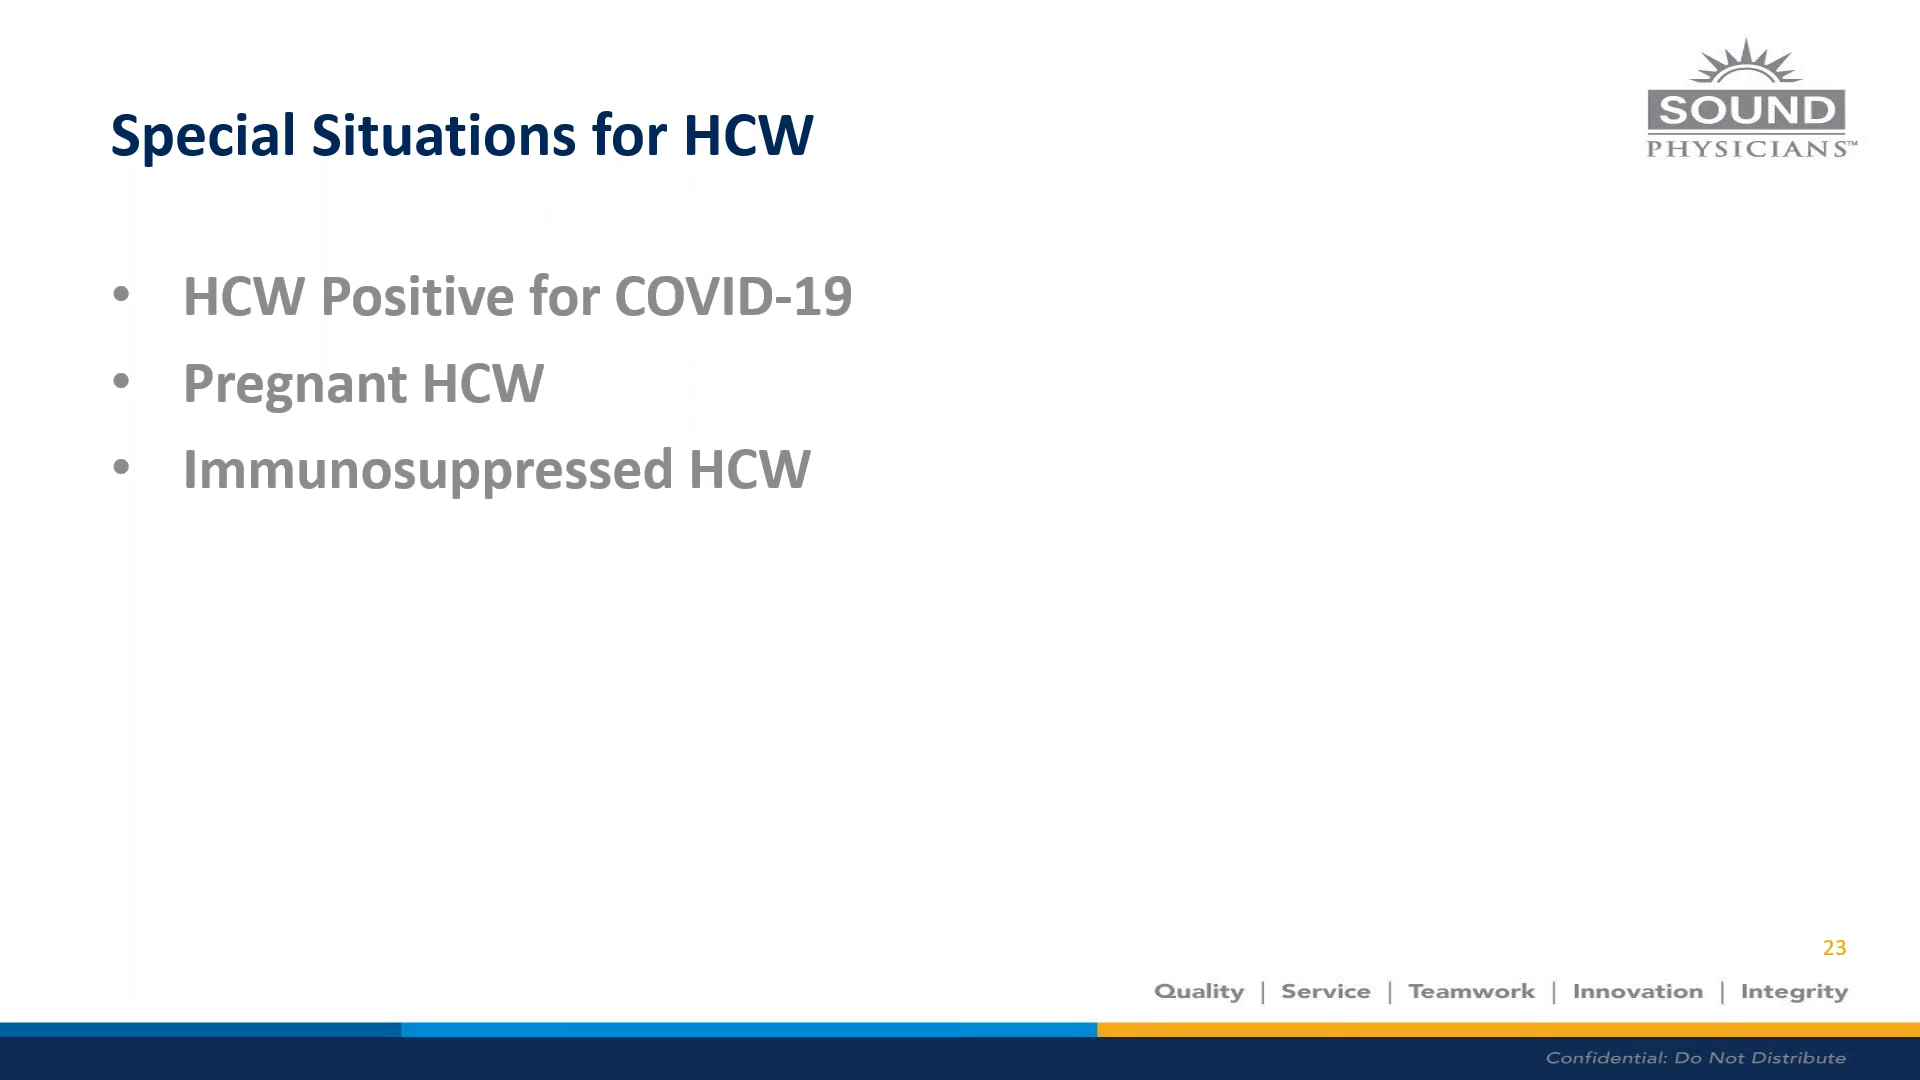 SOUND
PHYSICIANS™
Special Situations for HCW
• HCW Positive for COVID-19
• Pregnant HCW
• Immunosuppressed HCW
23
Quality | Service | Teamwork | Innovation | Integrity
Confidential: Do Not Distribute